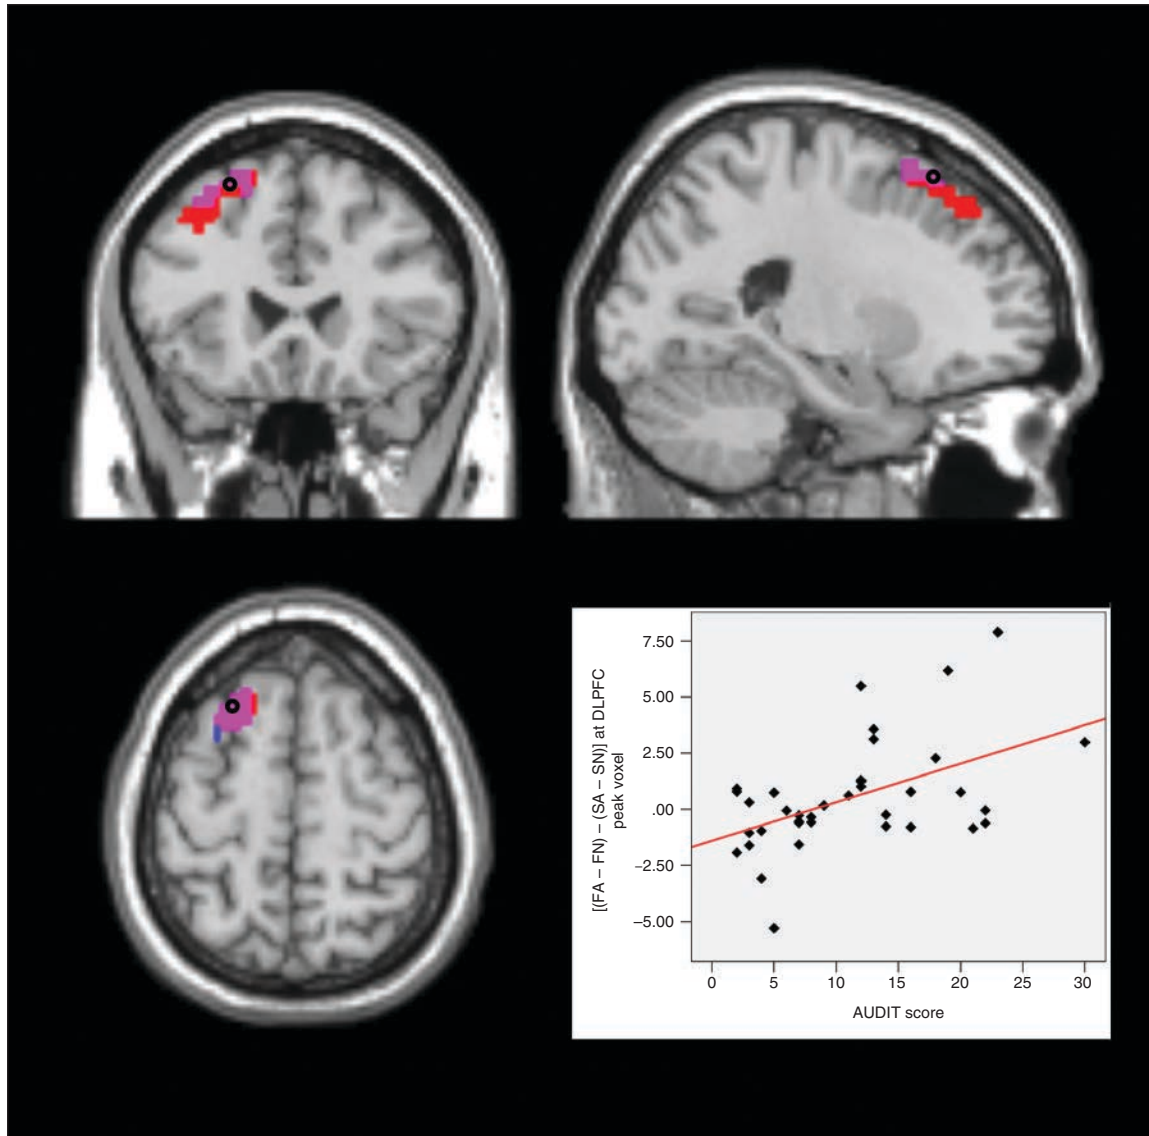 [(FA – FN) – (SA – SN)] at DLPFC
peak voxel
7.50
5.00
2.50
.00
–2.50
–5.00
0 5 10 15 20 25 30
AUDIT score